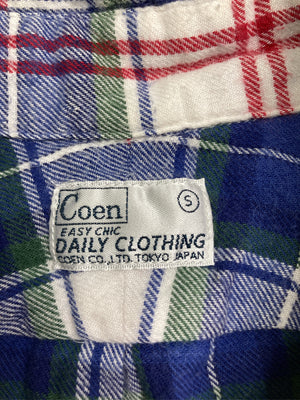 Coen
S
EASY CHIC
DAILY CLOTHING
COEN CO., LTD. TOKYO JAPAN